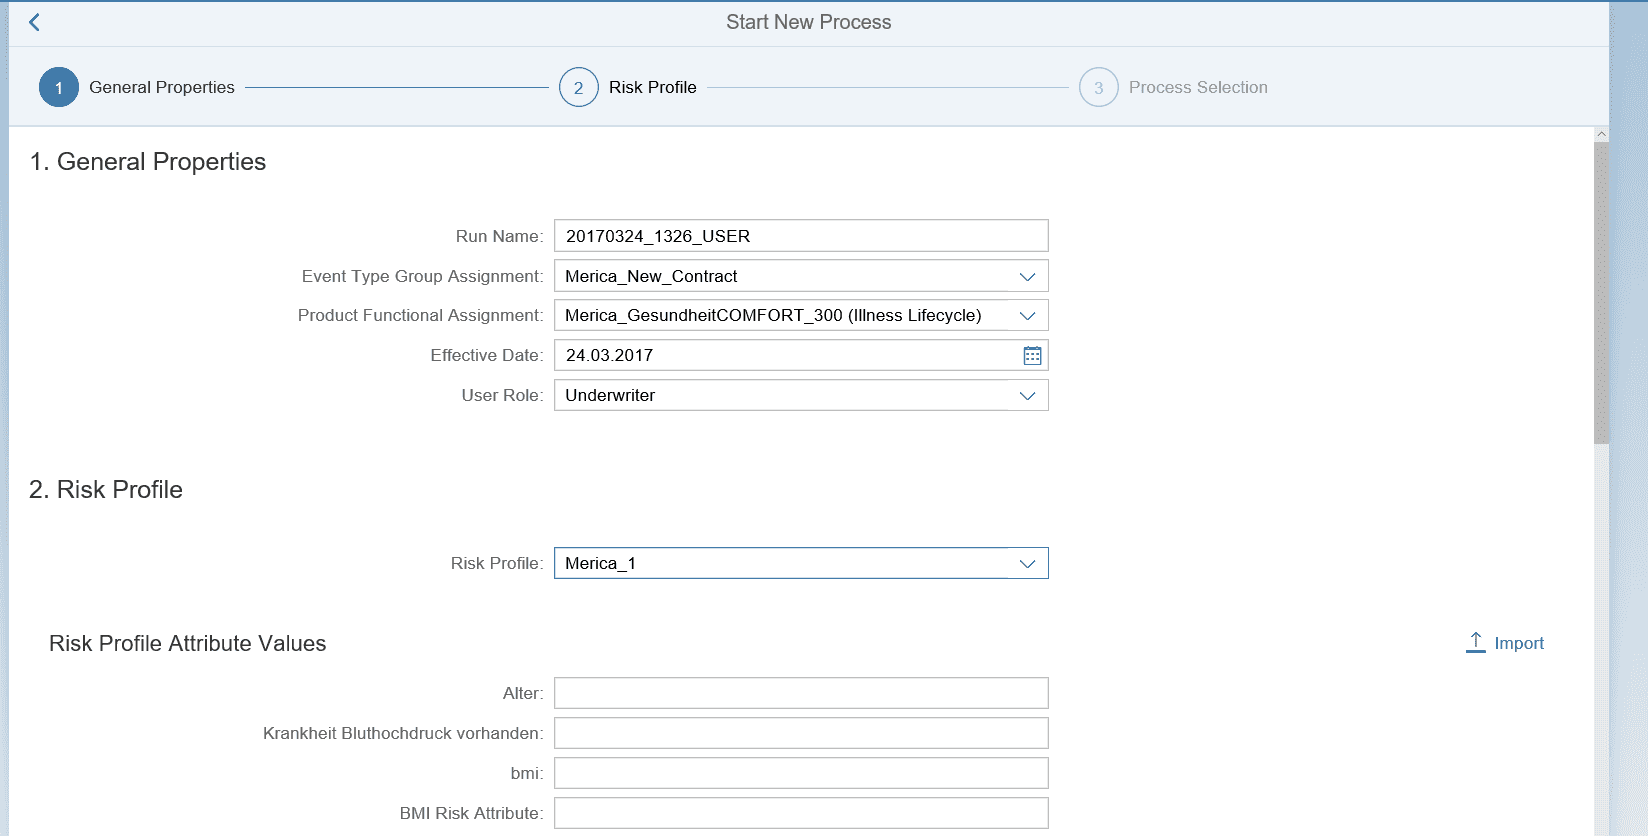 Start New Process
1 General Properties 2 Risk Profile 3 Process Selection
1. General Properties
Run Name: 20170324_1326_USER
Event Type Group Assignment: Merica_New_Contract
Product Functional Assignment: Merica_GesundheitCOMFORT_300 (Illness Lifecycle)
Effective Date: 24.03.2017
User Role: Underwriter
2. Risk Profile
Risk Profile: Merica_1
Risk Profile Attribute Values Import
Alter:
Krankheit Bluthochdruck vorhanden:
bmi:
BMI Risk Attribute: